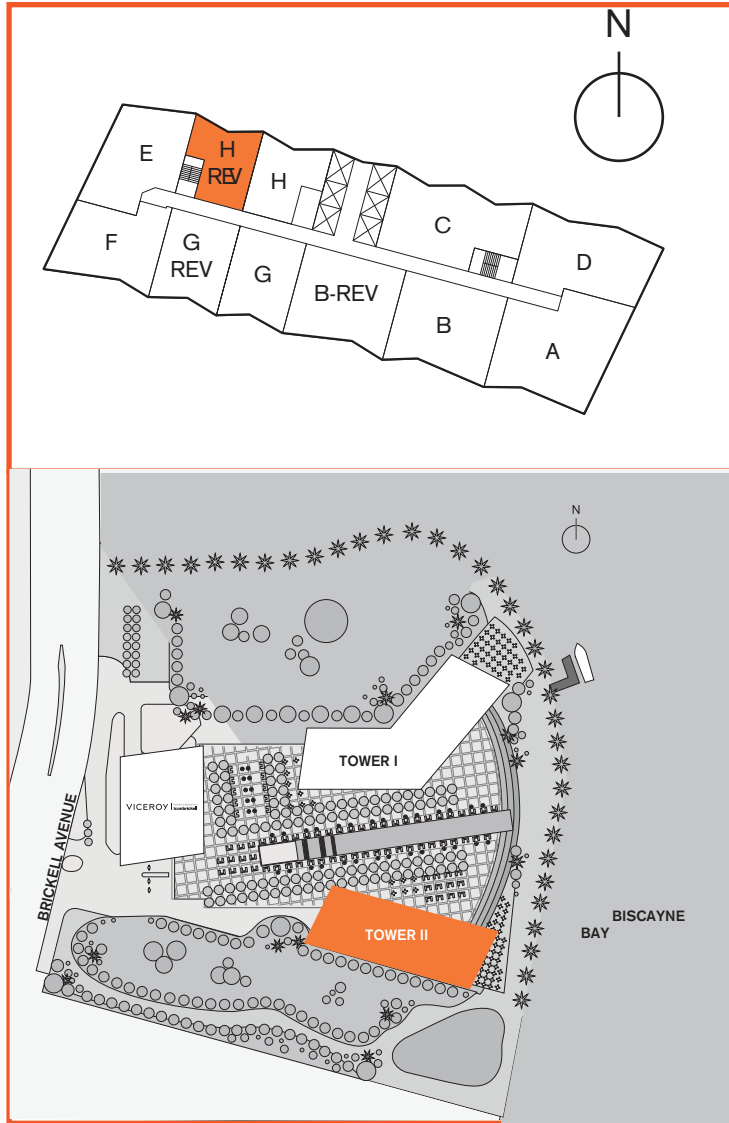 N
E
H
REV
H
C
D
F
G
REV
G
B-REV
B
A
N
TOWER I
VICEROY
BRICKELL AVENUE
TOWER II
BISCAYNE
BAY